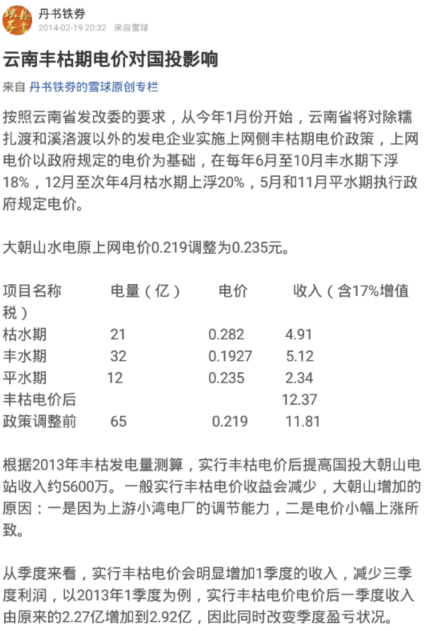 丹书铁券
2014-02-19 20:32 来自雪球
云南丰枯期电价对国投影响
来自 丹书铁券的雪球原创专栏
按照云南省发改委的要求，从今年1月份开始，云南省将对除糯
扎渡和溪洛渡以外的发电企业实施上网侧丰枯期电价政策，上网
电价以政府规定的电价为基础，在每年6月至10月丰水期下浮
18%，12月至次年4月枯水期上浮20%，5月和11月平水期执行政
府规定电价。
大朝山水电原上网电价0.219调整为0.235元。
项目名称 电量（亿） 电价 收入（含17%增值
税）
枯水期 21 0.282 4.91
丰水期 32 0.1927 5.12
平水期 12 0.235 2.34
丰枯电价后 12.37
政策调整前 65 0.219 11.81
根据2013年丰枯发电量测算，实行丰枯电价后提高国投大朝山电
站收入约5600万。一般实行丰枯电价收益会减少，大朝山增加的
原因：一是因为上游小湾电厂的调节能力，二是电价小幅上涨所
致。
从季度来看，实行丰枯电价会明显增加1季度的收入，减少三季
度利润，以2013年1季度为例，实行丰枯电价电价后一季度收入
由原来的2.27亿增加到2.92亿，因此同时改变季度盈亏状况。